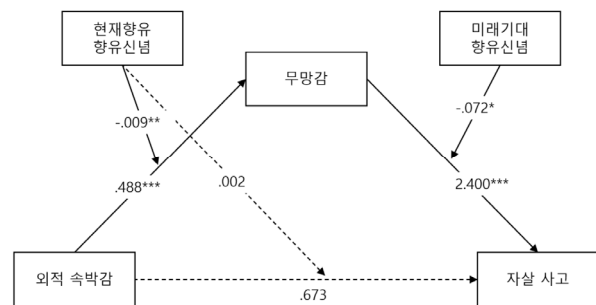 현재향유
향유신념
미래기대
향유신념
무망감
-.009**
-.072*
.488***
.002
2.400***
외적 속박감
자살 사고
.673